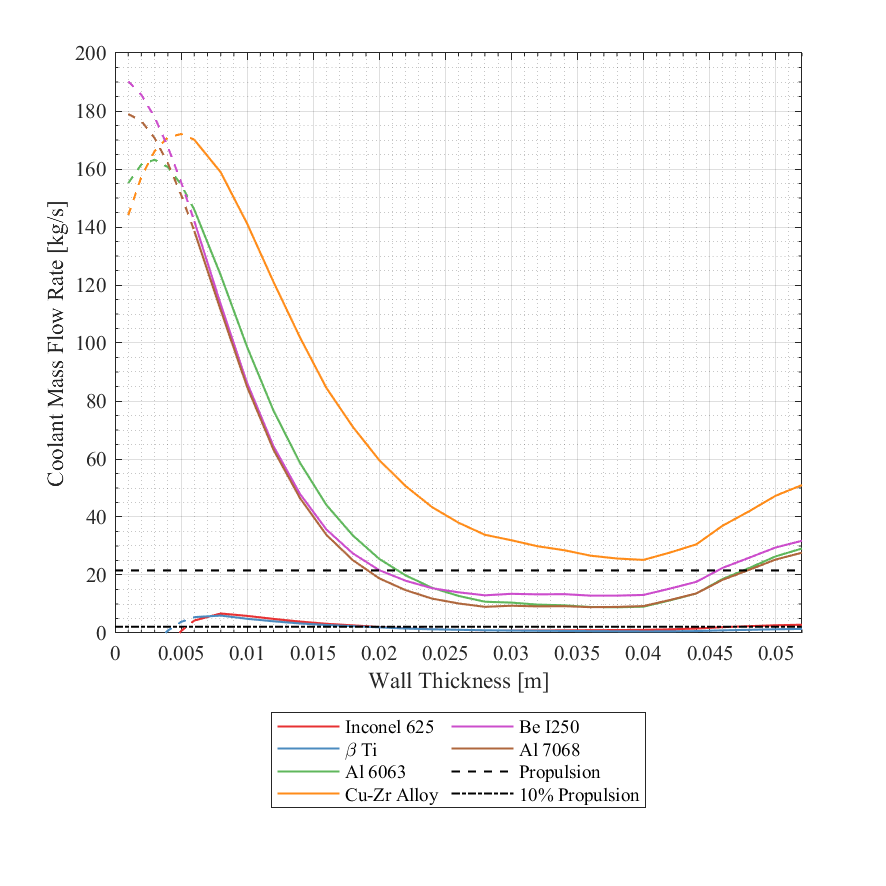 200
180
160
140
120
100
80
60
40
20
0
Coolant Mass Flow Rate [kg/s]
0 0.005 0.01 0.015 0.02 0.025 0.03 0.035 0.04 0.045 0.05
Wall Thickness [m]
Inconel 625 Be I250
β Ti Al 7068
Al 6063 Propulsion
Cu-Zr Alloy 10% Propulsion